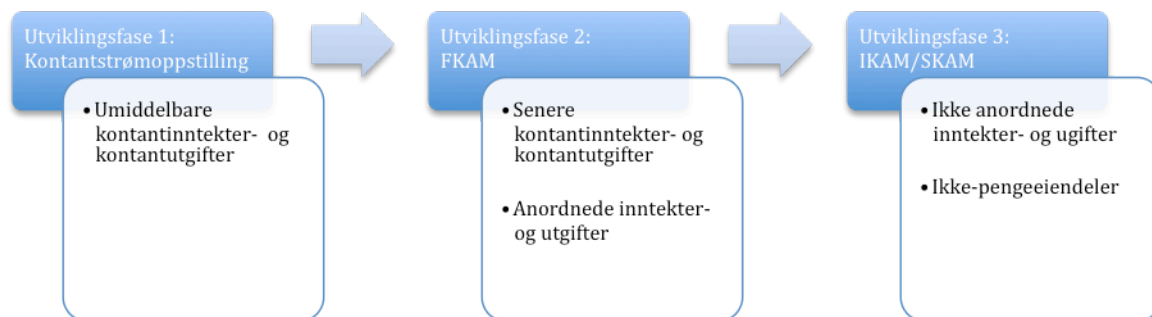 Utviklingsfase 1:
Kontantstrømoppstilling
• Umiddelbare
kontantinntekter- og
kontantutgifter
Utviklingsfase 2:
FKAM
• Senere
kontantinntekter- og
kontantutgifter
• Anordnede inntekter-
og utgifter
Utviklingsfase 3:
IKAM/SKAM
• Ikke anordnede
inntekter- og ugifter
• Ikke-pengeeiendeler